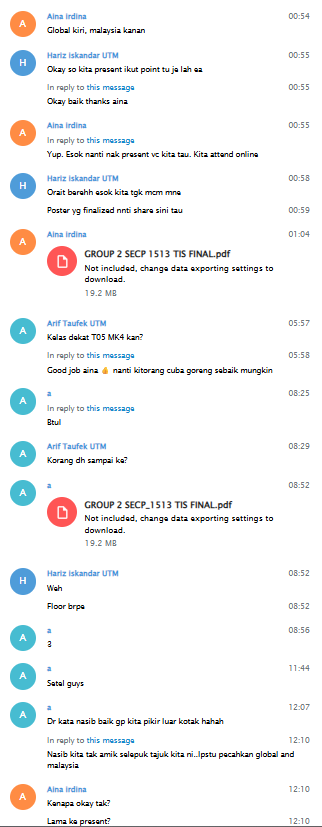 A
Aina irdina
00:54
Global kiri, malaysia kanan
H
Hariz Iskandar UTM
00:55
Okay so kita present ikut point tu je lah ea
In reply to this message
00:55
Okay baik thanks aina
A
Aina irdina
00:55
In reply to this message
Yup. Esok nanti nak present vc kita tau. Kita attend online
H
Hariz Iskandar UTM
00:58
Orait berehh esok kita tgk mcm mne
Poster yg finalized nnti share sini tau
00:59
A
Aina irdina
01:04
GROUP 2 SECP 1513 TIS FINAL.pdf
Not included, change data exporting settings to
download.
19.2 MB
A
Arif Taufek UTM
05:57
Kelas dekat T05 MK4 kan?
In reply to this message
05:58
Good job aina 👍 nanti kitorang cuba goreng sebaik mungkin
A
a
08:25
In reply to this message
Btul
A
Arif Taufek UTM
08:29
Korang dh sampai ke?
A
a
08:52
GROUP 2 SECP_1513 TIS FINAL.pdf
Not included, change data exporting settings to
download.
19.2 MB
H
Hariz Iskandar UTM
08:52
Weh
Floor brpe
08:52
A
a
08:56
3
A
a
11:44
Setel guys
A
a
12:07
Dr kata nasib baik gp kita pikir luar kotak hahah
In reply to this message
12:10
Nasib kita tak amik selepuk tajuk kita ni..Ipstu pecahkan global and
malaysia
A
Aina irdina
12:10
Kenapa okay tak?
Lama ke present?
12:10